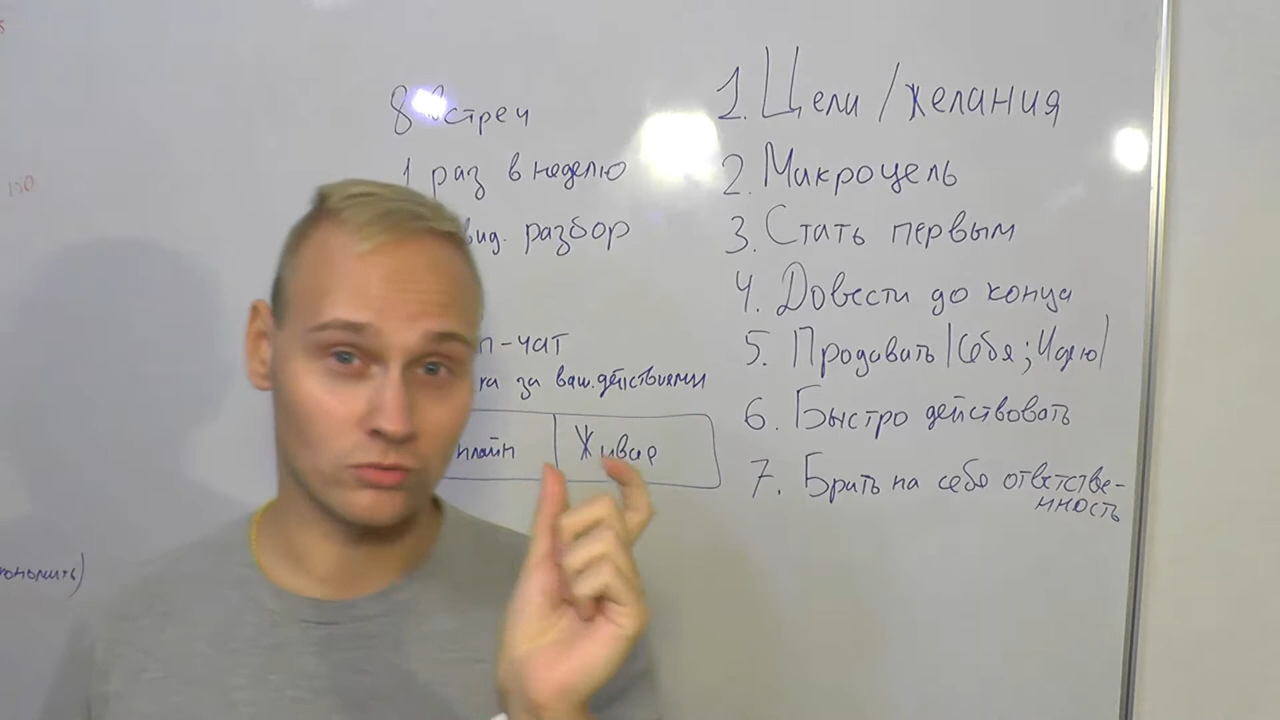 8 встреч
1 раз в неделю
разбор
п-чат
за ваш. действиями
Живар
1. Цели / Желания
2. Микроцель
3. Стать первым
4. Довести до конца
5. Продавать |Себя; Идею|
6. Быстро действовать
7. Брать на себя ответстве-
нность
150